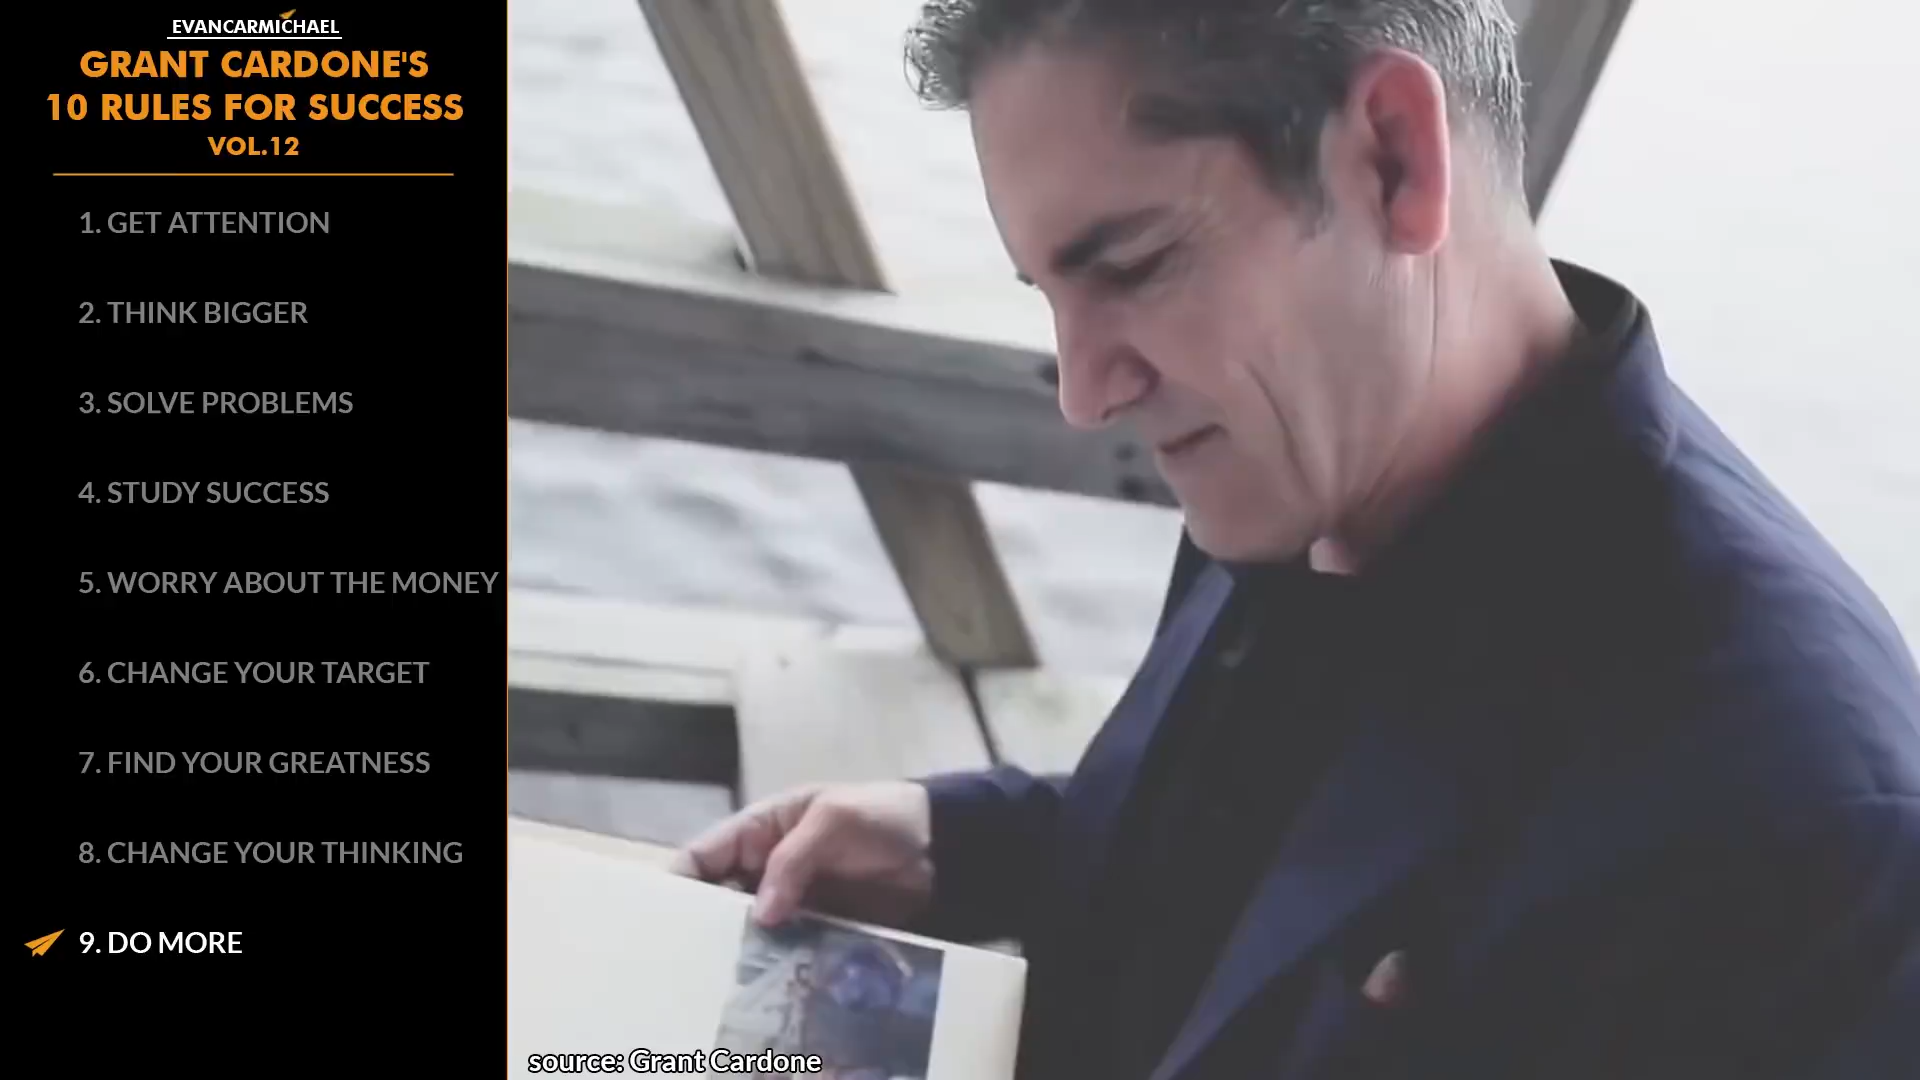 EVANCARMICHAEL
GRANT CARDONE'S
10 RULES FOR SUCCESS
VOL.12
1. GET ATTENTION
2. THINK BIGGER
3. SOLVE PROBLEMS
4. STUDY SUCCESS
5. WORRY ABOUT THE MONEY
6. CHANGE YOUR TARGET
7. FIND YOUR GREATNESS
8. CHANGE YOUR THINKING
9. DO MORE
source: Grant Cardone